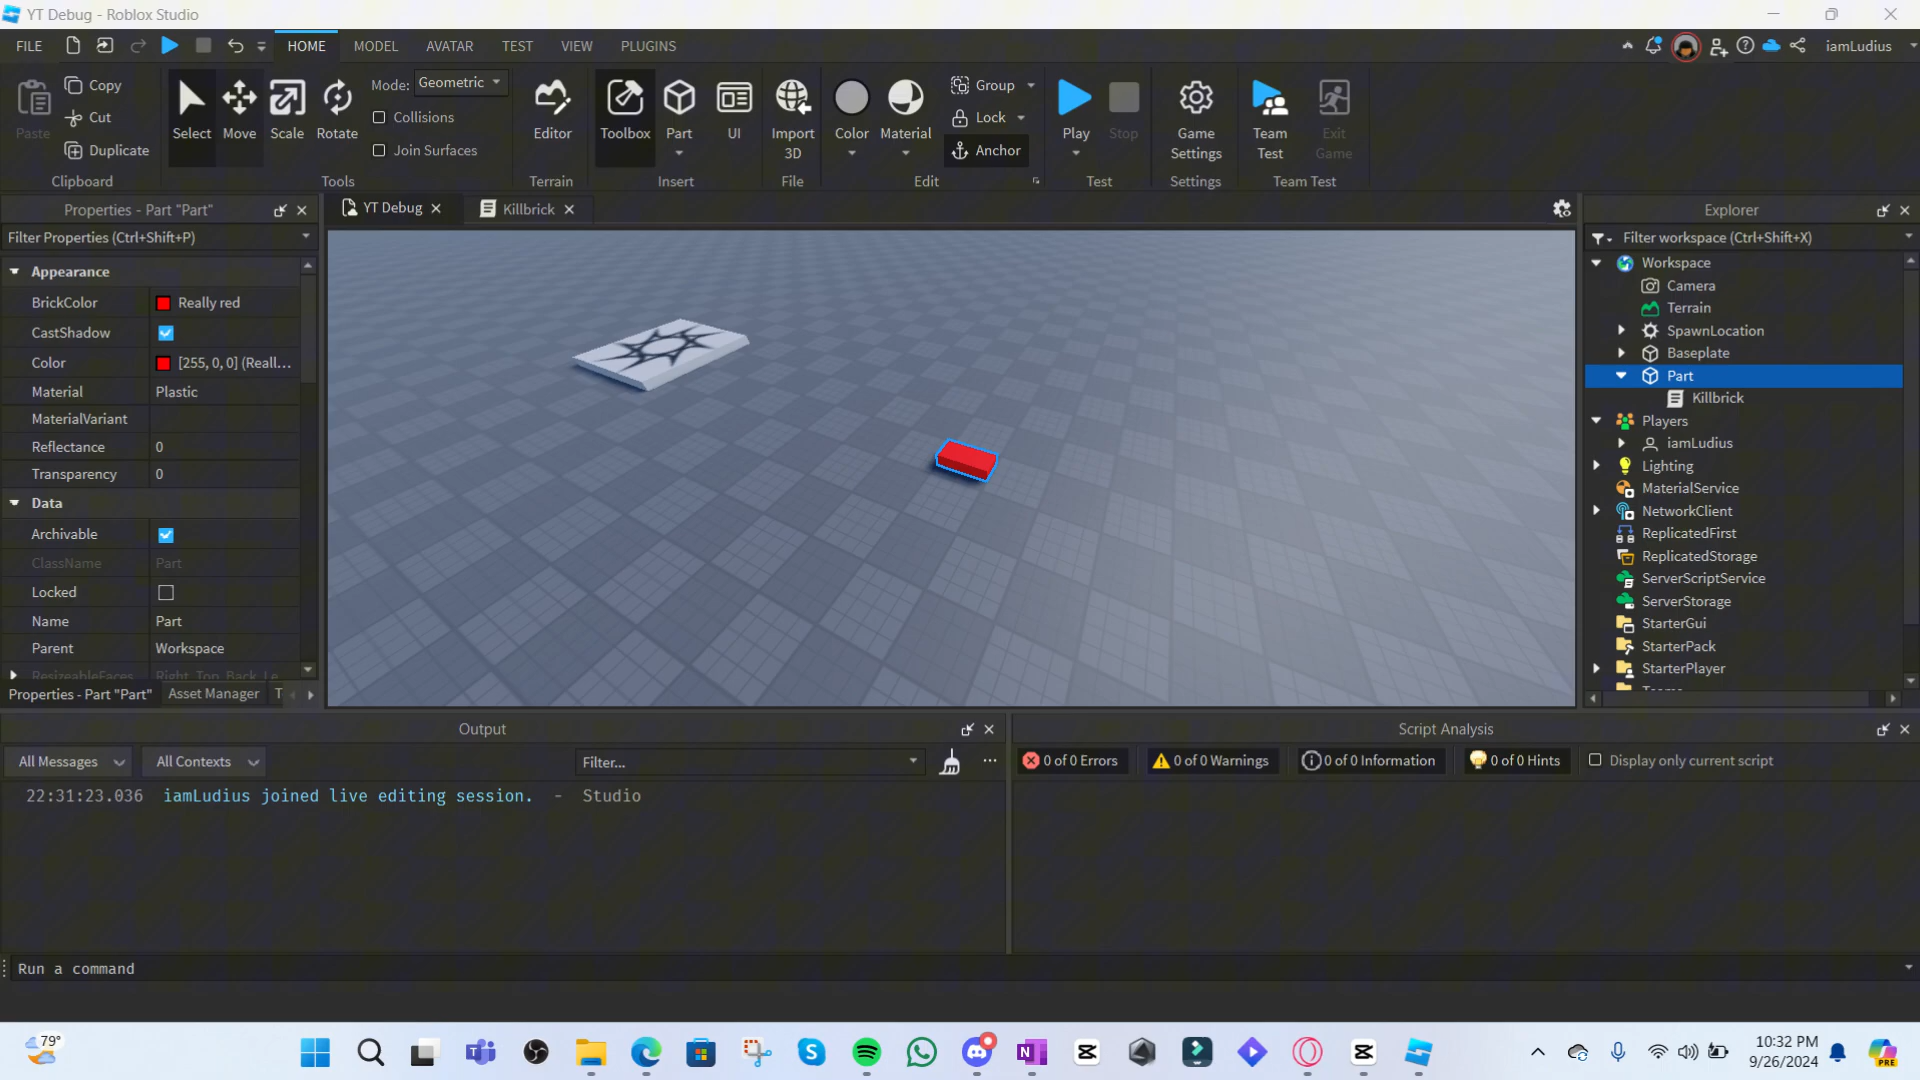 YT Debug - Roblox Studio
FILE HOME MODEL AVATAR TEST VIEW PLUGINS iamLudius
Paste Copy Cut Duplicate
Clipboard
Select Move Scale Rotate
Mode: Geometric
Collisions
Join Surfaces
Tools
Editor
Terrain
Toolbox Part UI
Insert
Import 3D
File
Color Material
Group
Lock
Anchor
Edit
Play Stop
Test
Game Settings
Settings
Team Test
Exit Game
Team Test
Properties - Part "Part"
Filter Properties (Ctrl+Shift+P)
Appearance
BrickColor Really red
CastShadow
Color [255, 0, 0] (Reall...
Material Plastic
MaterialVariant
Reflectance 0
Transparency 0
Data
Archivable
ClassName Part
Locked
Name Part
Parent Workspace
ResizeableFaces Right, Top, Back, Le
Properties - Part "Part" Asset Manager T
YT Debug Killbrick
Explorer
Filter workspace (Ctrl+Shift+X)
Workspace
Camera
Terrain
SpawnLocation
Baseplate
Part
Killbrick
Players
iamLudius
Lighting
MaterialService
NetworkClient
ReplicatedFirst
ReplicatedStorage
ServerScriptService
ServerStorage
StarterGui
StarterPack
StarterPlayer
Teams
Output
All Messages All Contexts Filter...
22:31:23.036 iamLudius joined live editing session. - Studio
Script Analysis
0 of 0 Errors 0 of 0 Warnings 0 of 0 Information 0 of 0 Hints Display only current script
Run a command
79°
10:32 PM
9/26/2024
PRE